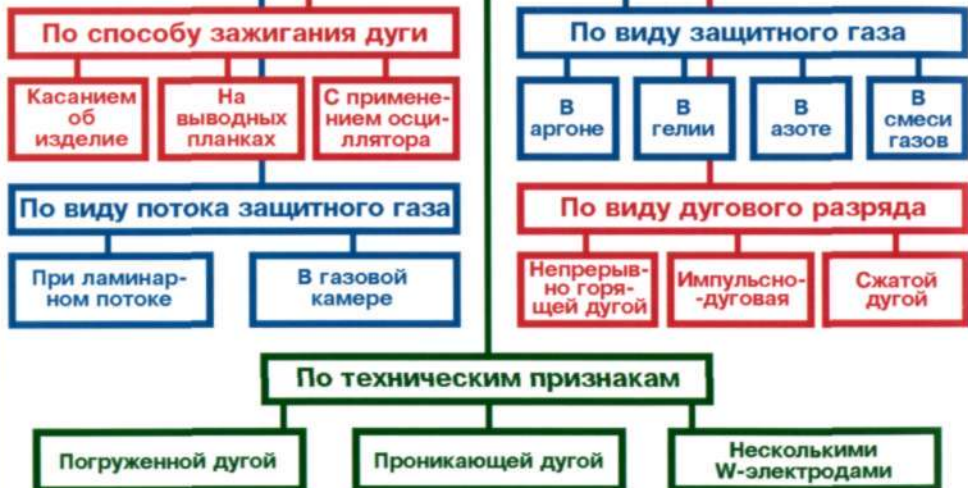 По способу зажигания дуги
Касанием
об
изделие
На
выводных
планках
С примене-
нием осци-
ллятора
По виду защитного газа
В
аргоне
В
гелии
В
азоте
В
смеси
газов
По виду потока защитного газа
При ламинар-
ном потоке
В газовой
камере
По виду дугового разряда
Непрерыв-
но горя-
щей дугой
Импульсно-
-дуговая
Сжатой
дугой
По техническим признакам
Погруженной дугой
Проникающей дугой
Несколькими
W-электродами